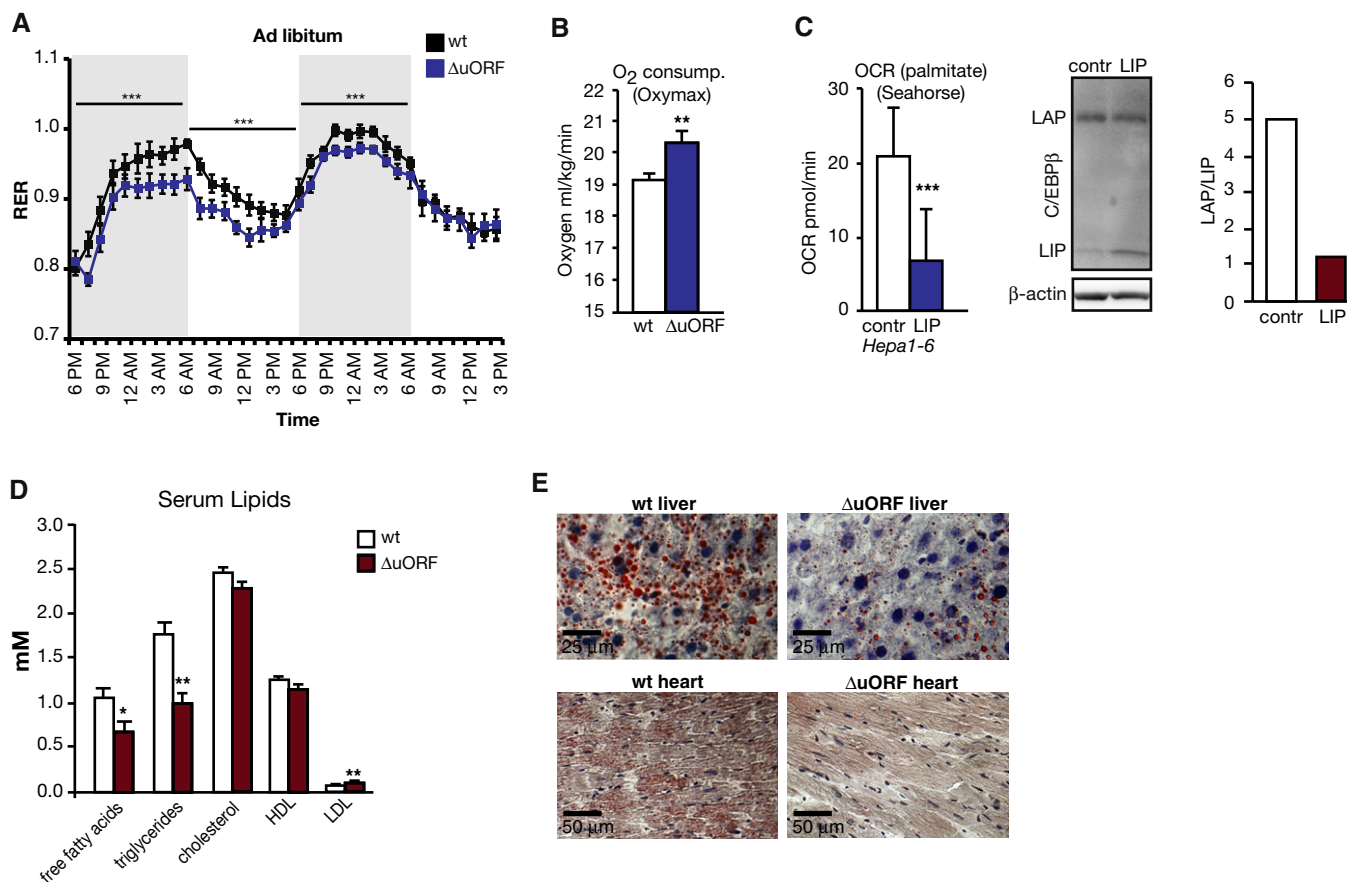 A
Ad libitum
wt
ΔuORF
1.1
1.0
0.9
0.8
0.7
RER
***
***
***
6 PM
9 PM
12 AM
3 AM
6 AM
9 AM
12 PM
3 PM
6 PM
9 PM
12 AM
3 AM
6 AM
9 AM
12 PM
3 PM
Time
B
O2 consump.
(Oxymax)
22
21
20
19
18
17
16
15
Oxygen ml/kg/min
**
wt ΔuORF
C
OCR (palmitate)
(Seahorse)
30
20
10
0
OCR pmol/min
***
contr LIP
Hepa1-6
contr LIP
LAP
C/EBPβ
LIP
β-actin
6
5
4
3
2
1
0
LAP/LIP
contr LIP
D
Serum Lipids
wt
ΔuORF
3.0
2.5
2.0
1.5
1.0
0.5
0.0
mM
*
**
**
free fatty acids
triglycerides
cholesterol
HDL
LDL
E
wt liver
ΔuORF liver
25 μm
25 μm
wt heart
ΔuORF heart
50 μm
50 μm